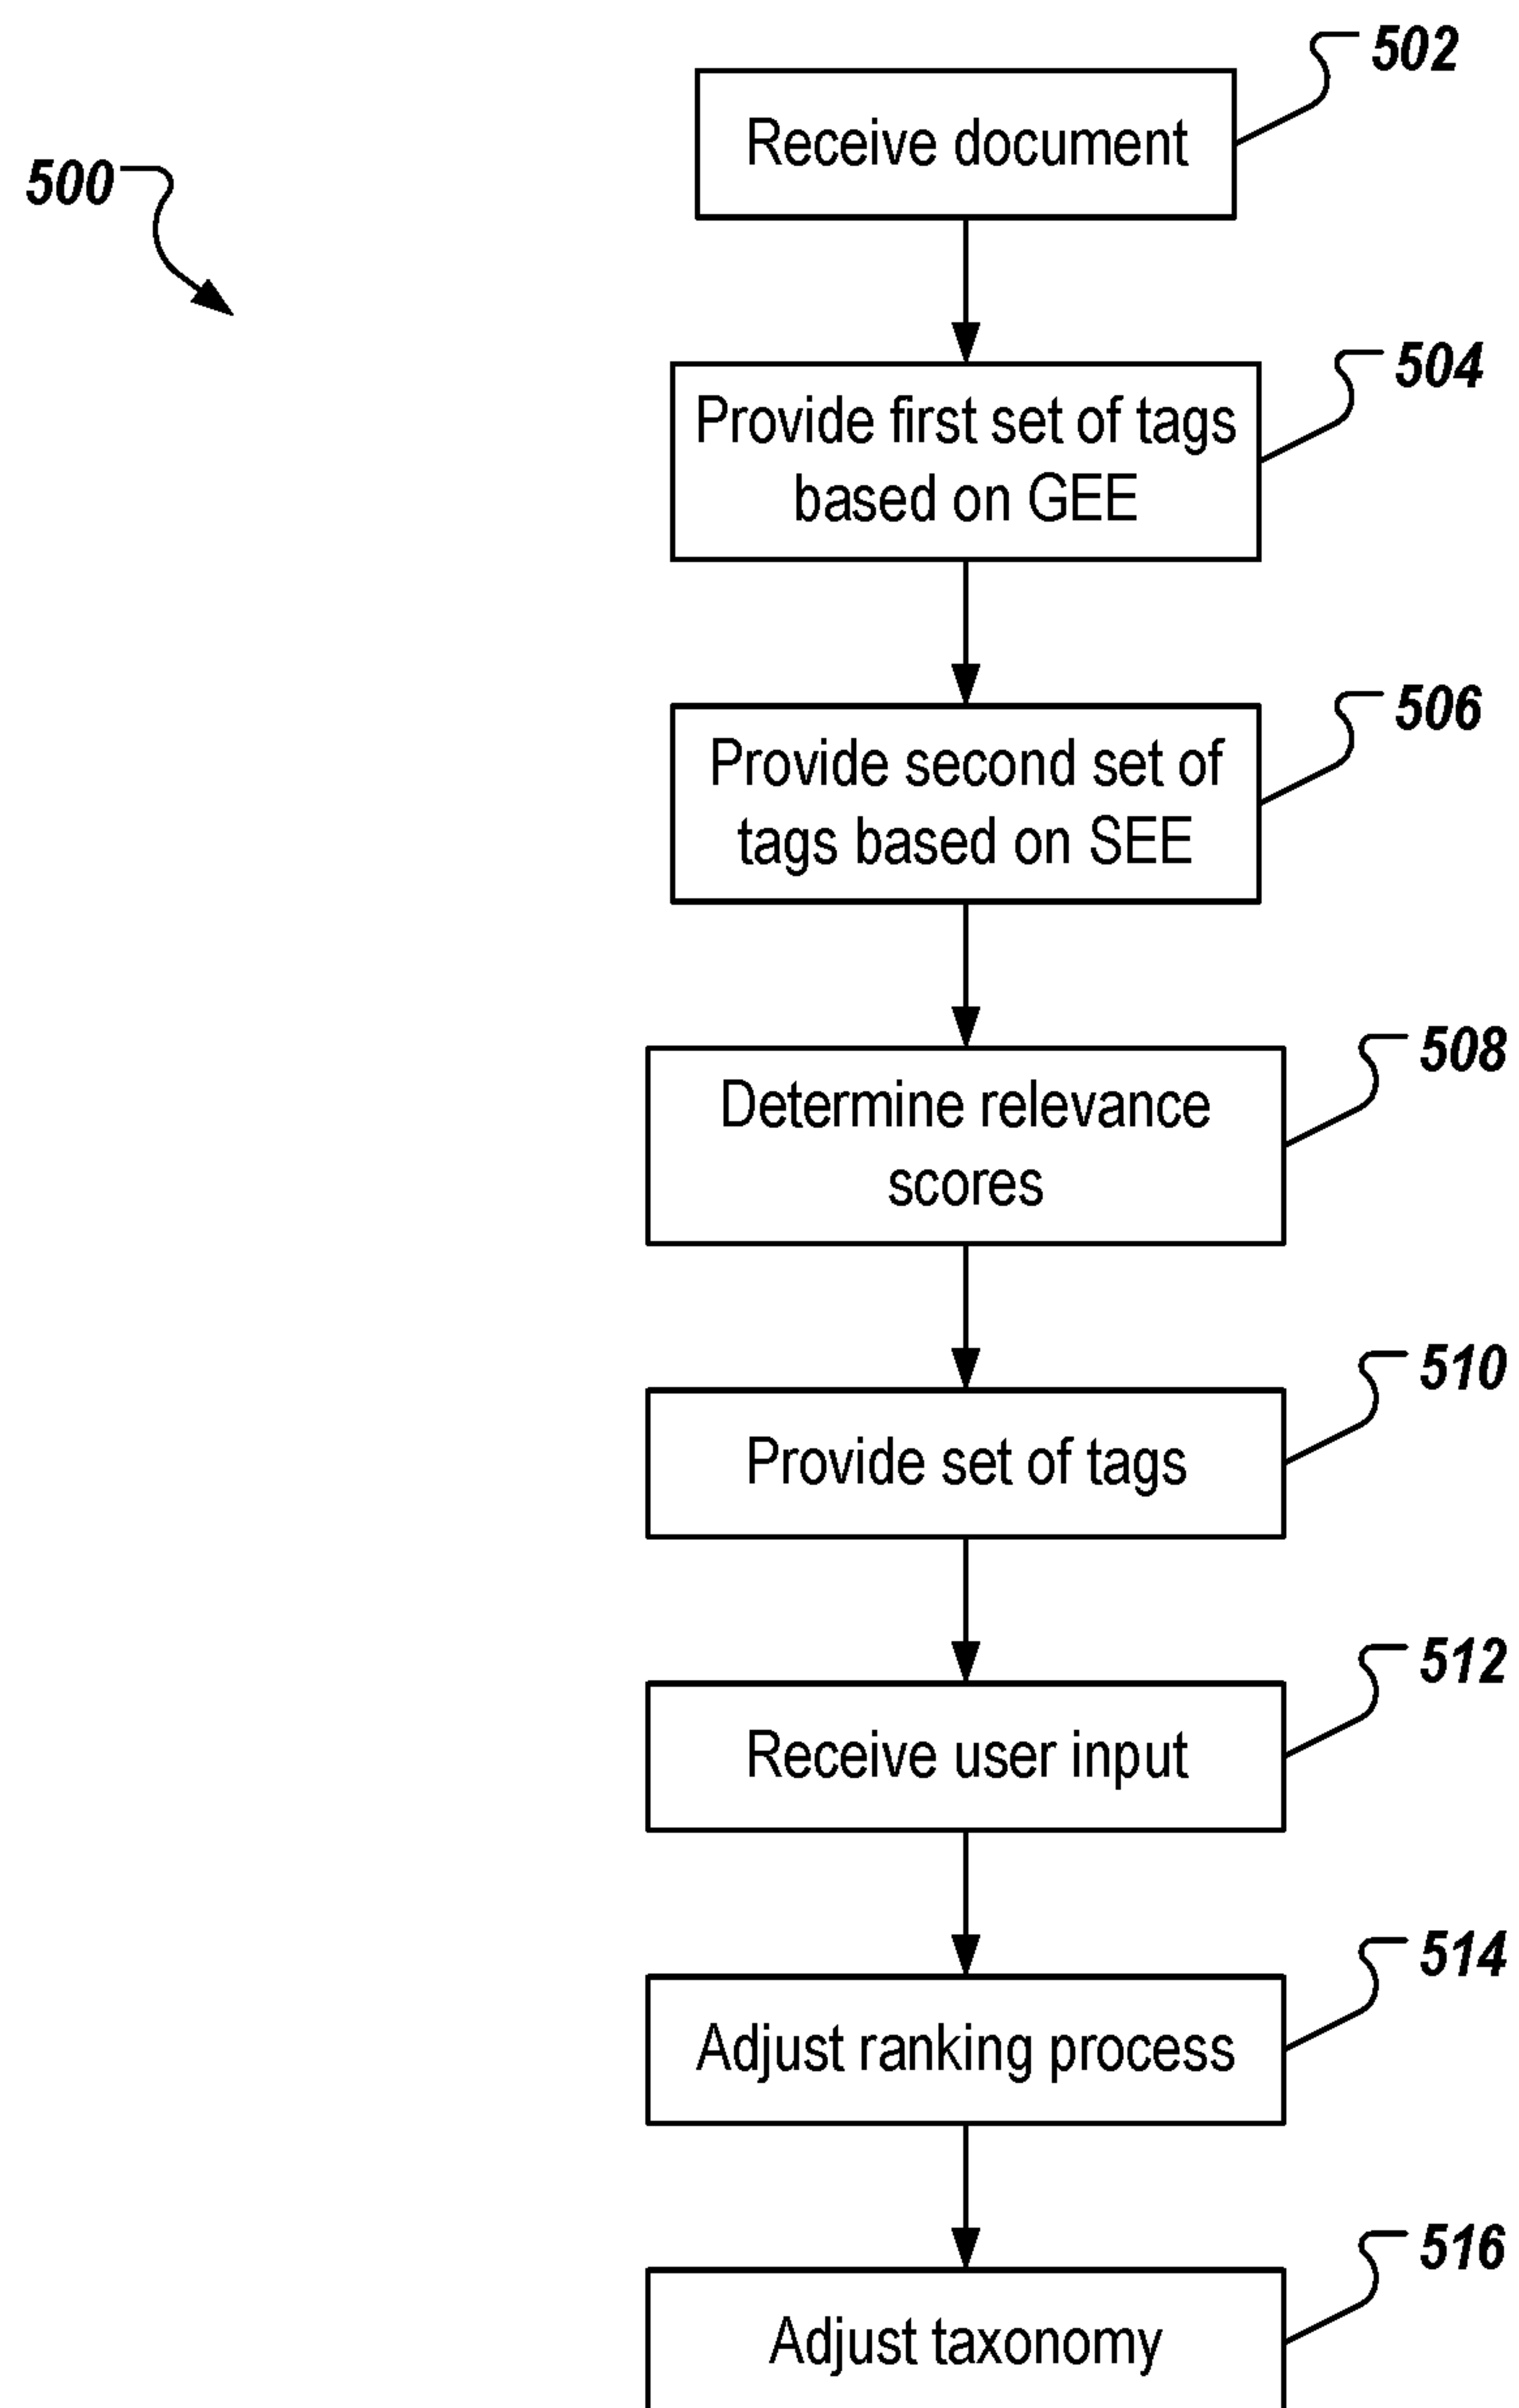 502
Receive document
500
504
Provide first set of tags
based on GEE
506
Provide second set of
tags based on SEE
508
Determine relevance
scores
510
Provide set of tags
512
Receive user input
514
Adjust ranking process
516
Adjust taxonomy